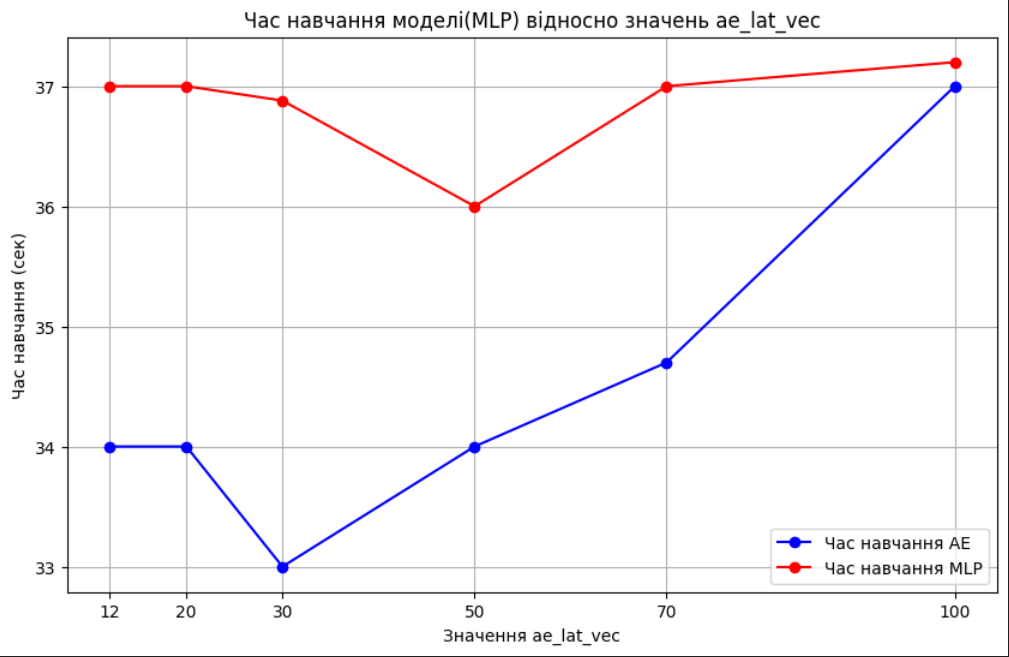 Час навчання моделі(MLP) відносно значень ae_lat_vec
Час навчання (сек)
37
36
35
34
33
12 20 30 50 70 100
Значення ae_lat_vec
Час навчання AE
Час навчання MLP